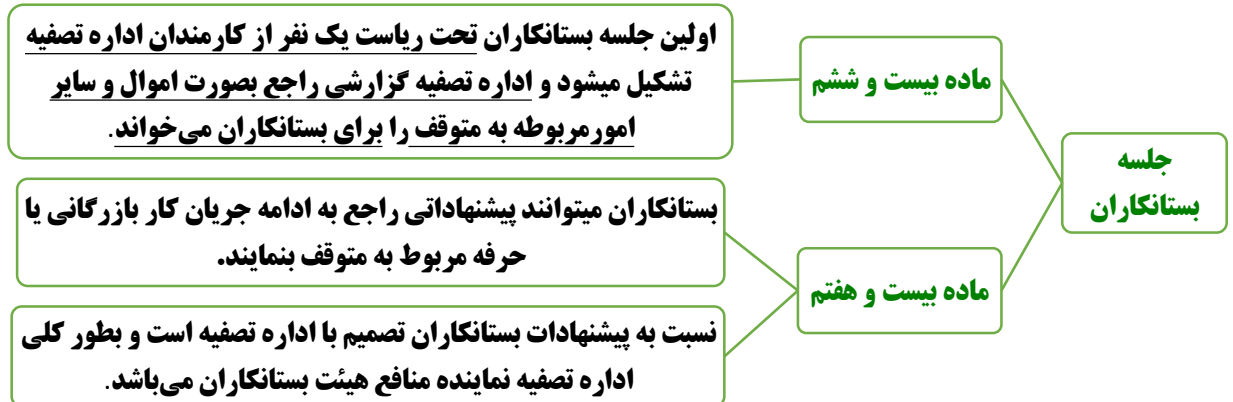 جلسه
بستانکاران
ماده بیست و ششم
اولین جلسه بستانکاران تحت ریاست یک نفر از کارمندان اداره تصفیه
تشکیل میشود و اداره تصفیه گزارشی راجع بصورت اموال و سایر
امورمربوطه به متوقف را برای بستانکاران می‌خواند.
ماده بیست و هفتم
بستانکاران میتوانند پیشنهاداتی راجع به ادامه جریان کار بازرگانی یا
حرفه مربوط به متوقف بنمایند.
نسبت به پیشنهادات بستانکاران تصمیم با اداره تصفیه است و بطور کلی
اداره تصفیه نماینده منافع هیئت بستانکاران می‌باشد.